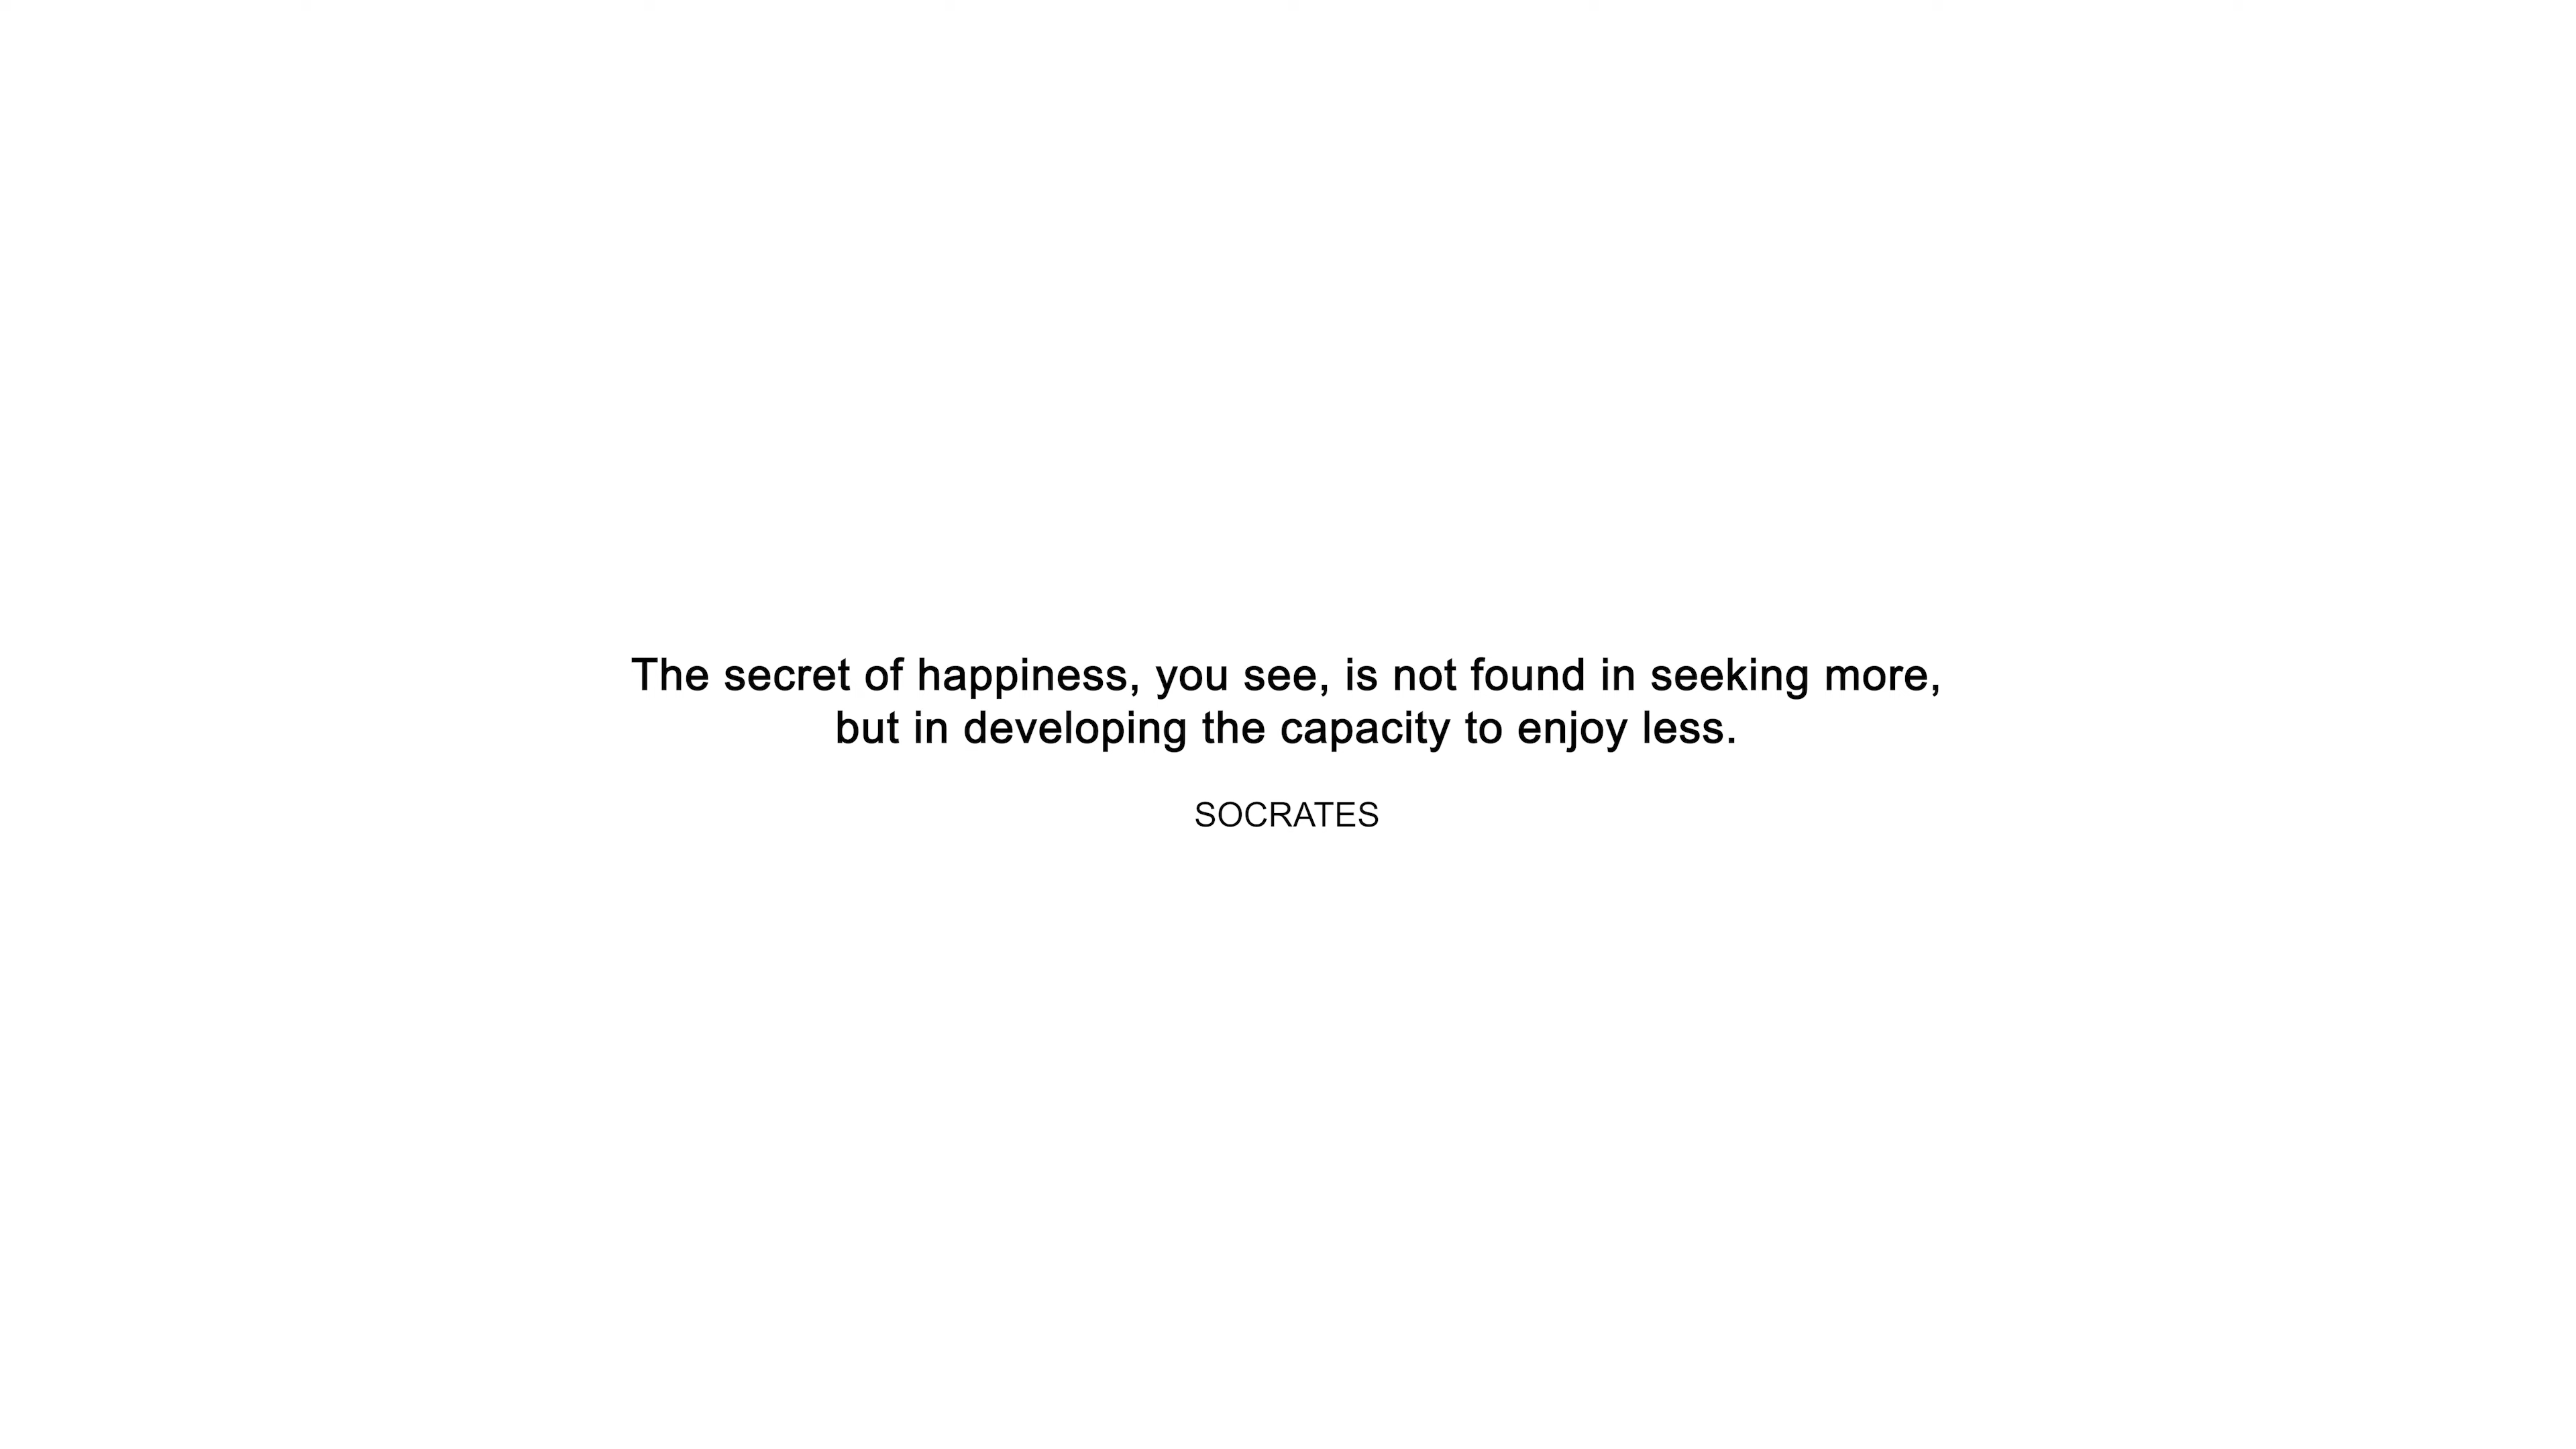 The secret of happiness, you see, is not found in seeking more,
but in developing the capacity to enjoy less.
SOCRATES